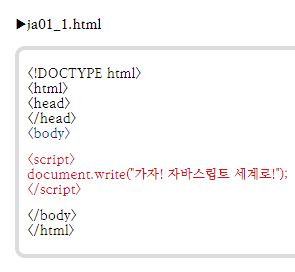 ▶ja01_1.html
<!DOCTYPE html>
<html>
<head>
</head>
<body>
<script>
document.write("가자! 자바스립트 세계로!");
</script>
</body>
</html>